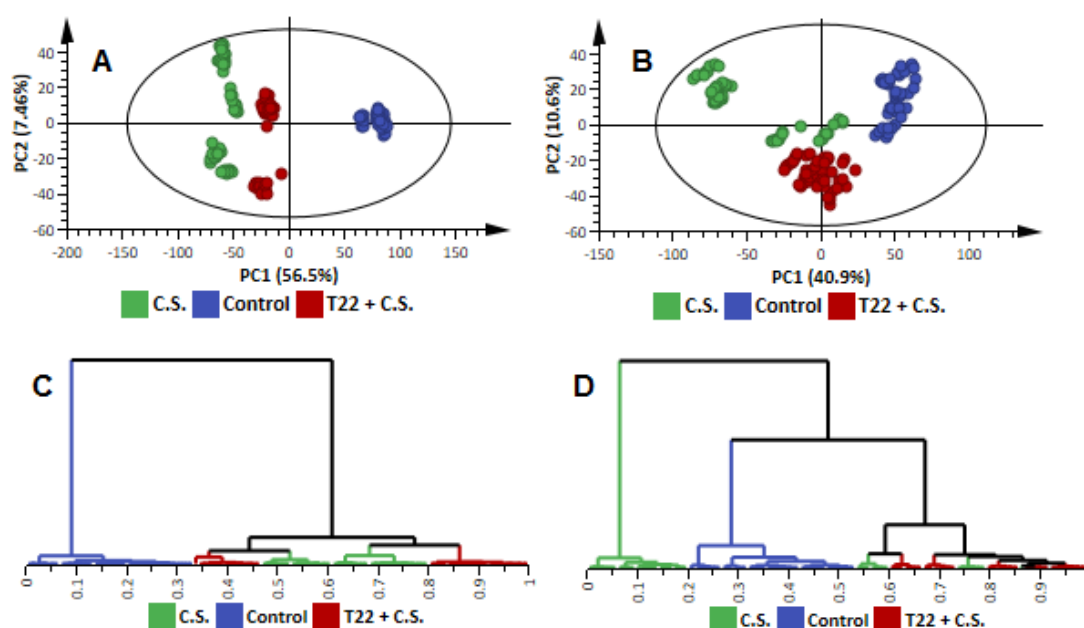 A
PC2 (7.46%)
40
20
0
-20
-40
-60
-200 -150 -100 -50 0 50 100 150
PC1 (56.5%)
C.S. Control T22 + C.S.
B
PC2 (10.6%)
40
20
0
-20
-40
-60
-150 -100 -50 0 50 100
PC1 (40.9%)
C.S. Control T22 + C.S.
C
0 0.1 0.2 0.3 0.4 0.5 0.6 0.7 0.8 0.9 1
C.S. Control T22 + C.S.
D
0 0.1 0.2 0.3 0.4 0.5 0.6 0.7 0.8 0.9
C.S. Control T22 + C.S.